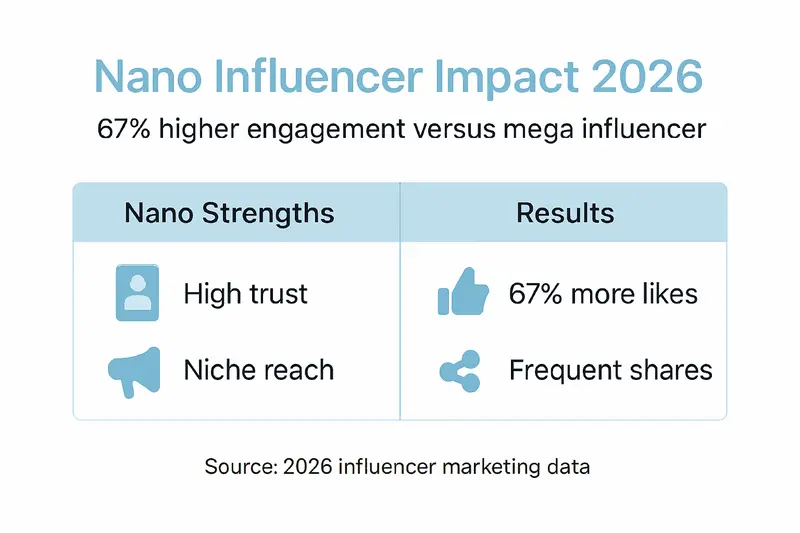 Nano Influencer Impact 2026
67% higher engagement versus mega influencer
Nano Strengths
Results
High trust
67% more likes
Niche reach
Frequent shares
Source: 2026 influencer marketing data